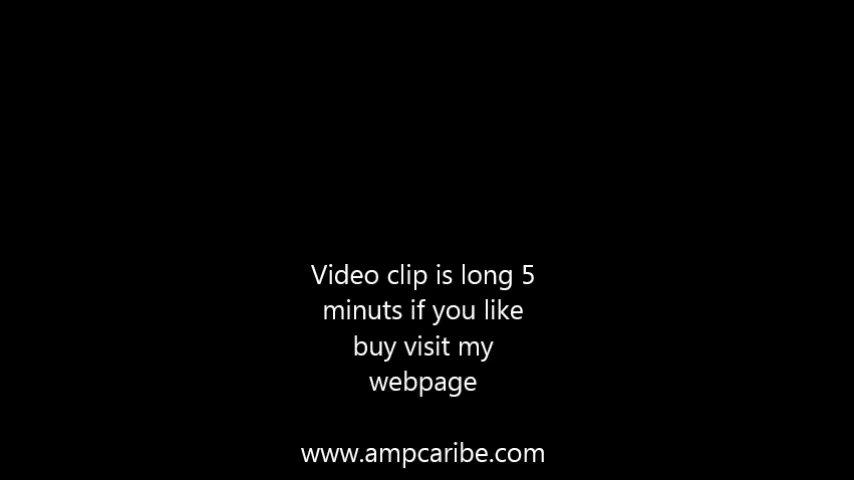 Video clip is long 5
minuts if you like
buy visit my
webpage
www.ampcaribe.com